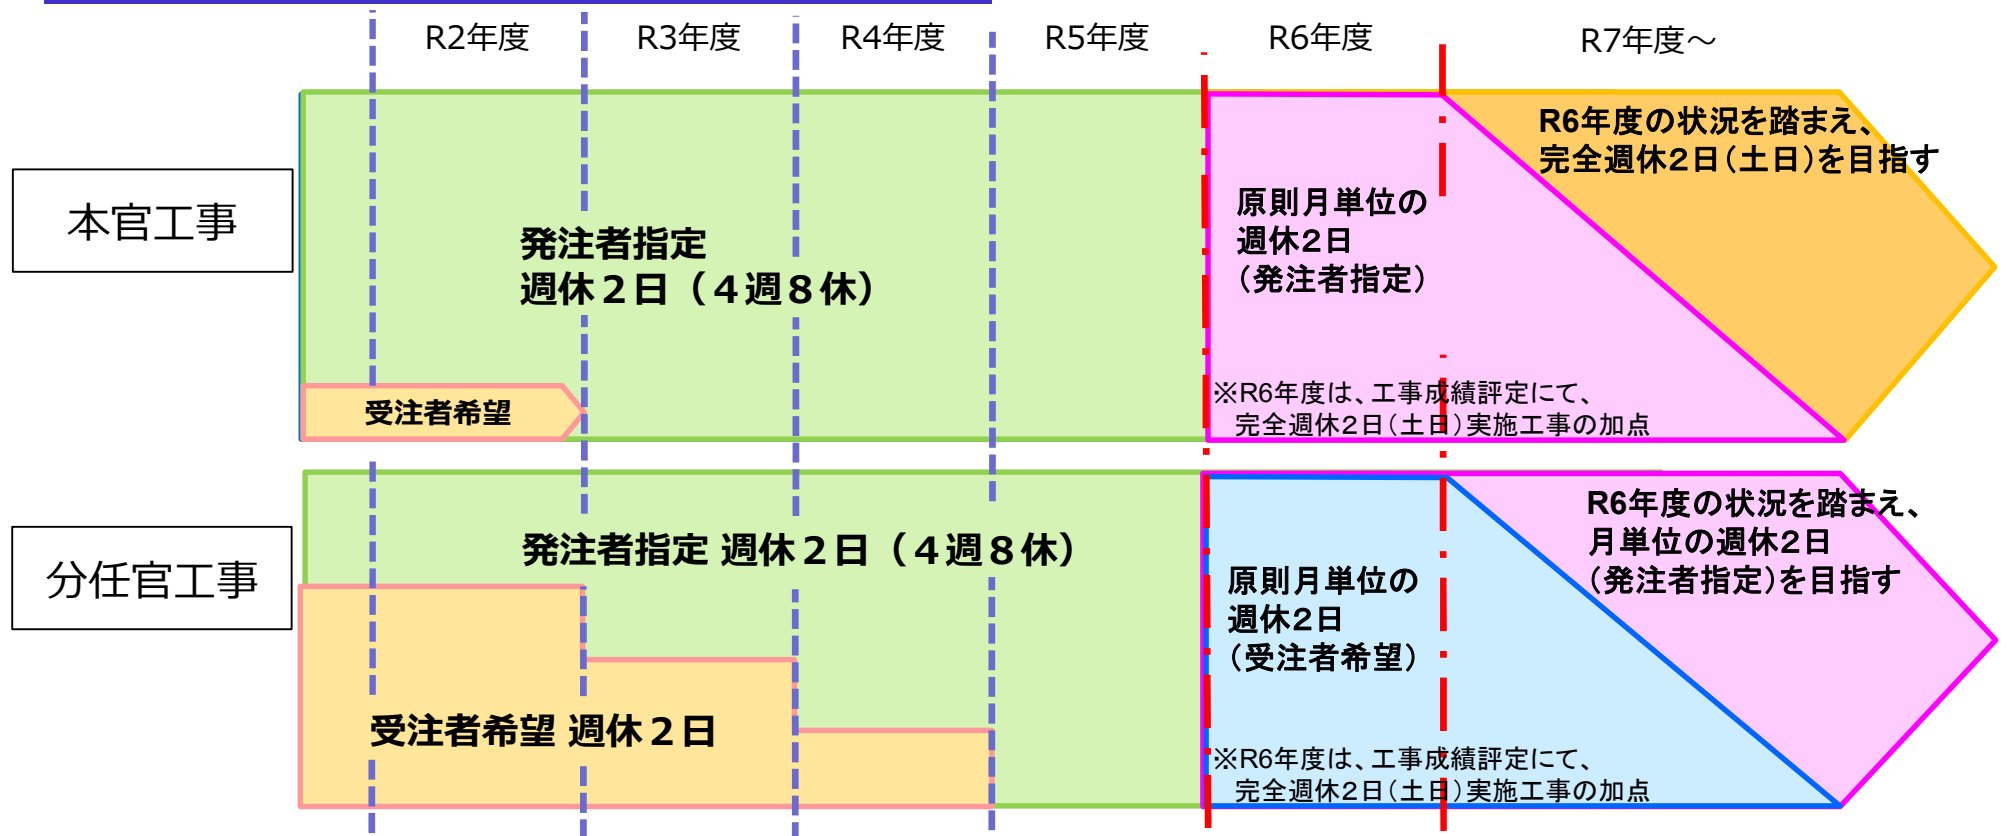 R2年度
R3年度
R4年度
R5年度
R6年度
R7年度～
本官工事
発注者指定
週休２日（４週８休）
受注者希望
原則月単位の
週休２日
（発注者指定）
R6年度の状況を踏まえ、
完全週休２日（土日）を目指す
※R6年度は、工事成績評定にて、
完全週休２日（土日）実施工事の加点
分任官工事
発注者指定 週休２日（４週８休）
受注者希望 週休２日
原則月単位の
週休２日
（受注者希望）
R6年度の状況を踏まえ、
月単位の週休２日
（発注者指定）を目指す
※R6年度は、工事成績評定にて、
完全週休２日（土日）実施工事の加点